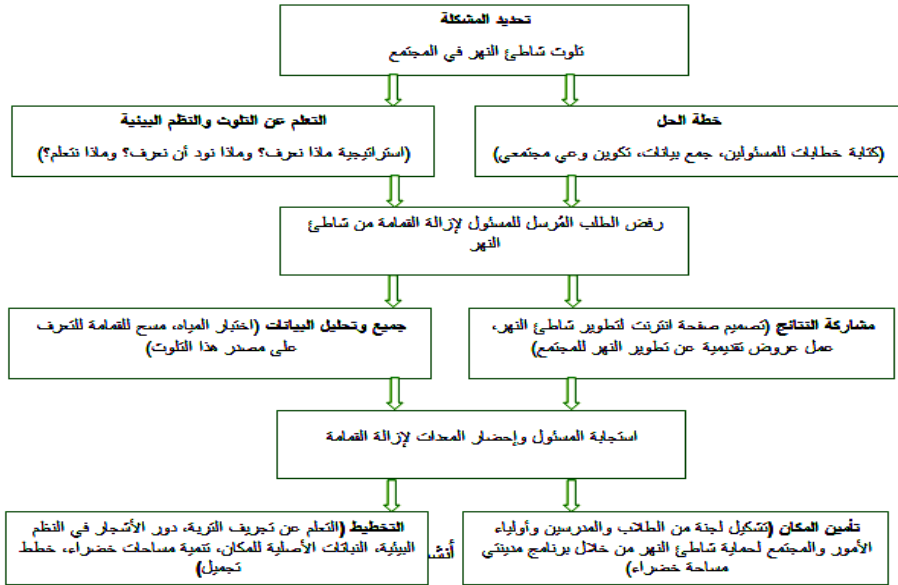 تحديد المشكلة
تلوث شاطئ النهر في المجتمع
خطة الحل
(كتابة خطابات للمسئولين، جمع بيانات، تكوين وعي مجتمعي)
التعلم عن التلوث والنظم البيئية
(استراتيجية ماذا نعرف؟ وماذا نود أن نعرف؟ وماذا نتعلم؟)
رفض الطلب المُرسل للمسئول لإزالة القمامة من شاطئ
النهر
مشاركة النتائج (تصميم صفحة انترنت لتطوير شاطئ النهر،
عمل عروض تقديمية عن تطوير النهر للمجتمع)
جميع وتحليل البيانات (اختبار المياه، مسح للقمامة للتعرف
على مصدر هذا التلوث)
استجابة المسئول وإحضار المعدات لإزالة القمامة
تأمين المكان (تشكيل لجنة من الطلاب والمدرسين وأولياء
الأمور والمجتمع لحماية شاطئ النهر من خلال برنامج مدينتي
مساحة خضراء)
التخطيط (التعلم عن تجريف التربة، دور الأشجار في النظم
البيئية، النباتات الأصلية للمكان، تنمية مساحات خضراء، خطط
تجميل)